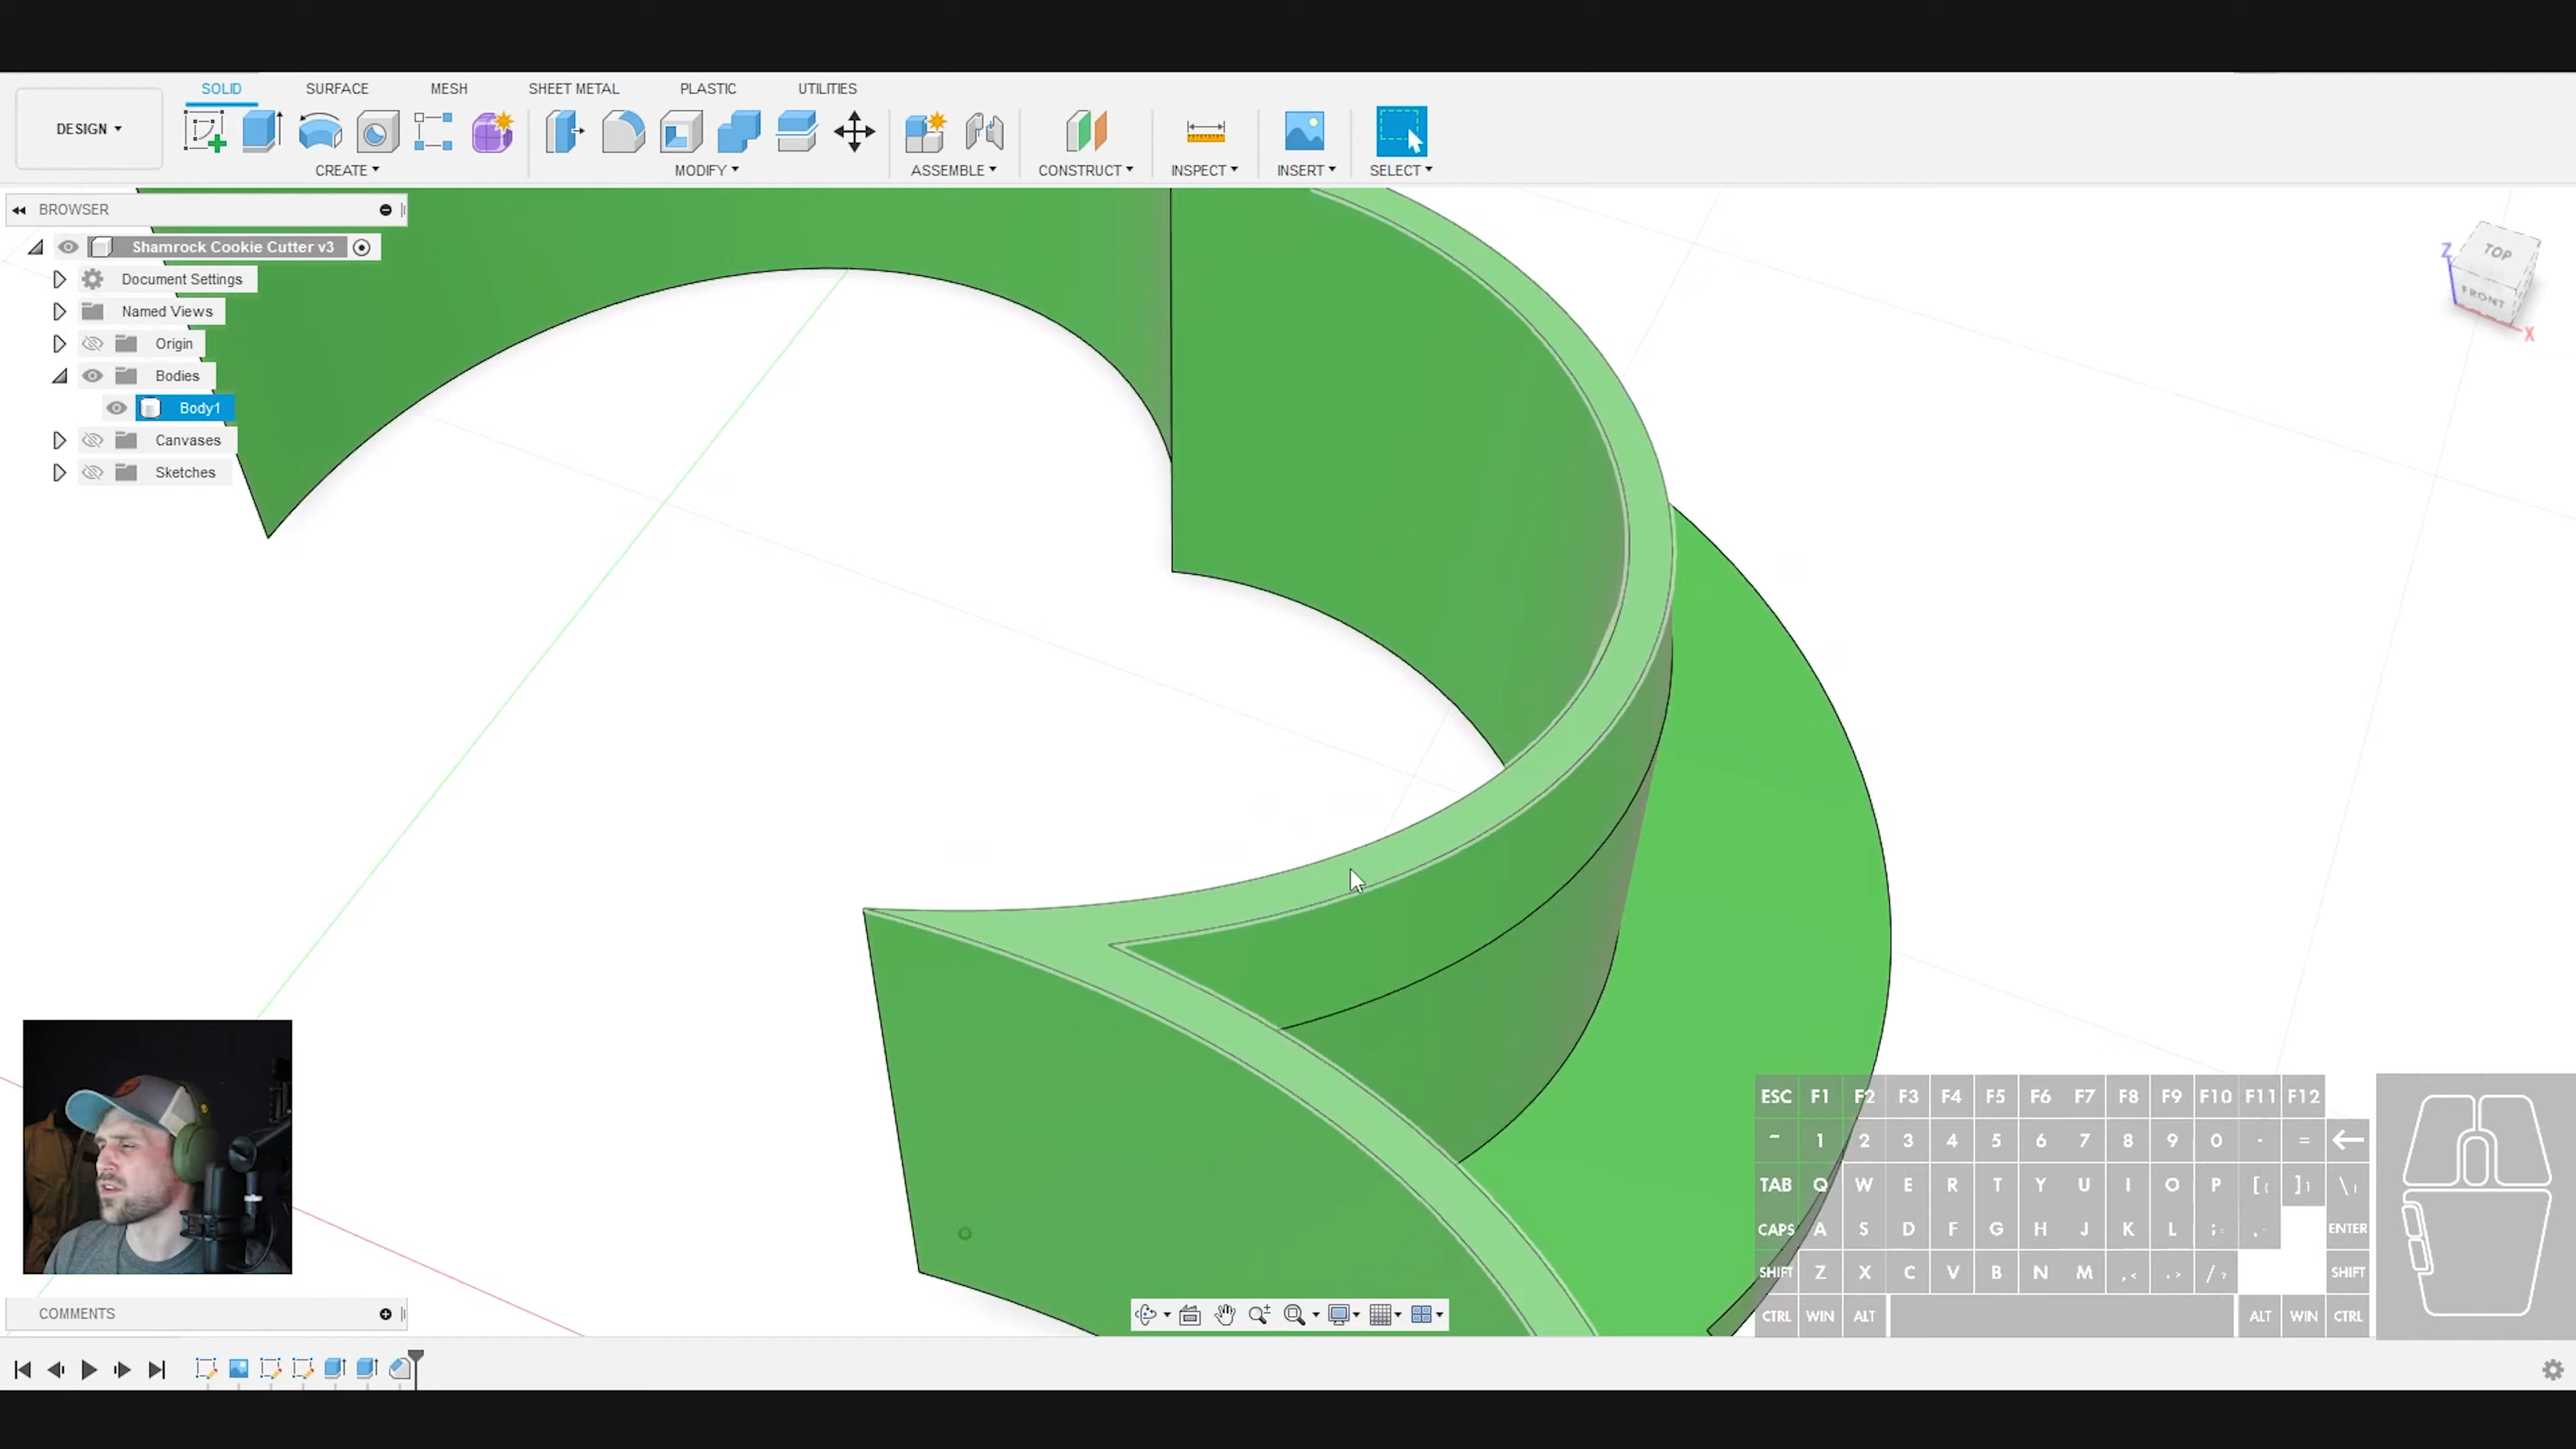 SOLID SURFACE MESH SHEET METAL PLASTIC UTILITIES
DESIGN
CREATE MODIFY ASSEMBLE CONSTRUCT INSPECT INSERT SELECT
BROWSER
Shamrock Cookie Cutter v3
Document Settings
Named Views
Origin
Bodies
Body1
Canvases
Sketches
TOP
FRONT
Z
X
COMMENTS
ESC F1 F2 F3 F4 F5 F6 F7 F8 F9 F10 F11 F12
~ 1 2 3 4 5 6 7 8 9 0 - =
TAB Q W E R T Y U I O P [ { ] } \ |
CAPS A S D F G H J K L ; : ENTER
SHIFT Z X C V B N M , < . > / ? SHIFT
CTRL WIN ALT ALT WIN CTRL